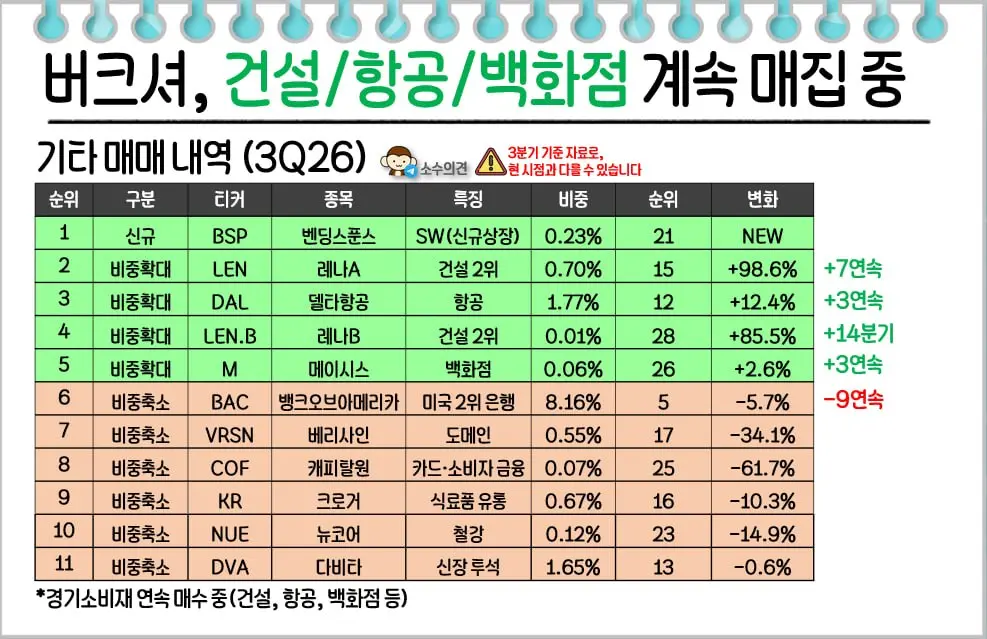 버크셔, 건설/항공/백화점 계속 매집 중
기타 매매 내역 (3Q26) 소수의견 3분기 기준 자료로,
현 시점과 다를 수 있습니다
순위 구분 티커 종목 특징 비중 순위 변화
1 신규 BSP 벤딩스푼스 SW(신규상장) 0.23% 21 NEW
2 비중확대 LEN 레나A 건설 2위 0.70% 15 +98.6% +7연속
3 비중확대 DAL 델타항공 항공 1.77% 12 +12.4% +3연속
4 비중확대 LEN.B 레나B 건설 2위 0.01% 28 +85.5% +14분기
5 비중확대 M 메이시스 백화점 0.06% 26 +2.6% +3연속
6 비중축소 BAC 뱅크오브아메리카 미국 2위 은행 8.16% 5 -5.7% -9연속
7 비중축소 VRSN 베리사인 도메인 0.55% 17 -34.1%
8 비중축소 COF 캐피탈원 카드·소비자 금융 0.07% 25 -61.7%
9 비중축소 KR 크로거 식료품 유통 0.67% 16 -10.3%
10 비중축소 NUE 뉴코어 철강 0.12% 23 -14.9%
11 비중축소 DVA 다비타 신장 투석 1.65% 13 -0.6%
*경기소비재 연속 매수 중(건설, 항공, 백화점 등)